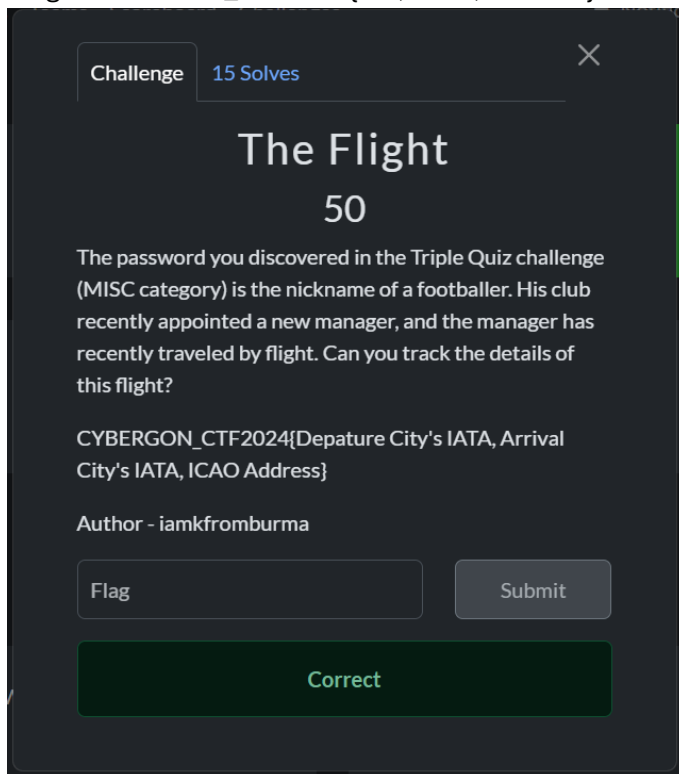 Challenge
15 Solves
The Flight
50
The password you discovered in the Triple Quiz challenge
(MISC category) is the nickname of a footballer. His club
recently appointed a new manager, and the manager has
recently traveled by flight. Can you track the details of
this flight?
CYBERGON_CTF2024{Depature City's IATA, Arrival
City's IATA, ICAO Address}
Author - iamkfromburma
Flag
Submit
Correct